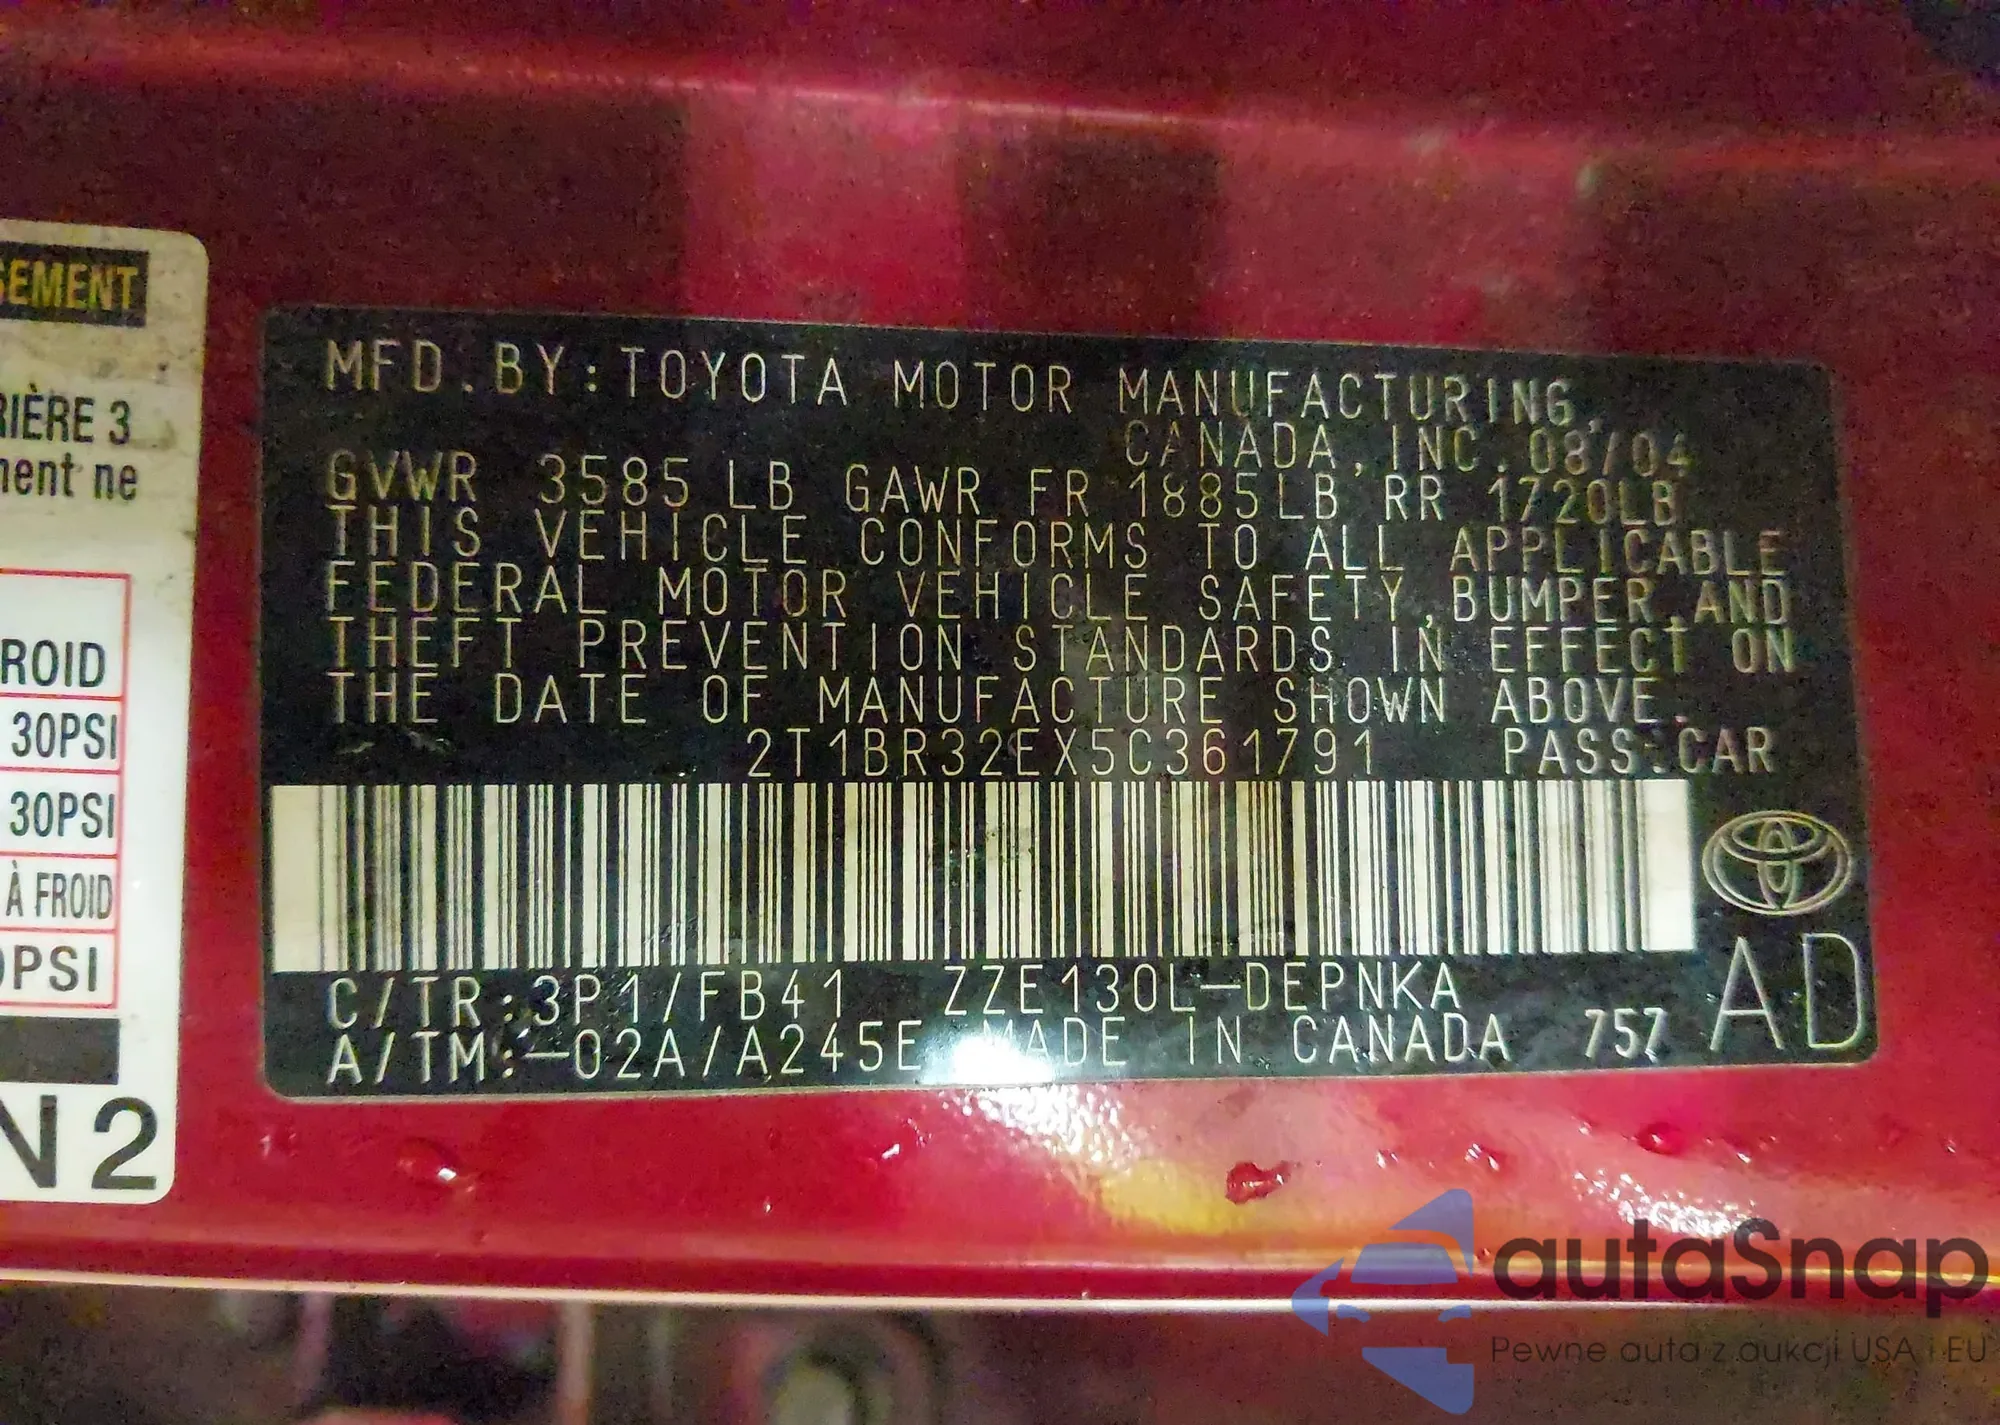 SEMENT
RIÈRE 3
ment ne
ROID
30PSI
30PSI
À FROID
0PSI
N2
MFD.BY:TOYOTA MOTOR MANUFACTURING,
CANADA,INC.08/04
GVWR 3585 LB GAWR FR 1885LB RR 1720LB
THIS VEHICLE CONFORMS TO ALL APPLICABLE
FEDERAL MOTOR VEHICLE SAFETY,BUMPER,AND
THEFT PREVENTION STANDARDS IN EFFECT ON
THE DATE OF MANUFACTURE SHOWN ABOVE.
2T1BR32EX5C361791 PASS.CAR
C/TR:3P1/FB41 ZZE130L-DEPNKA
A/TM:-02A/A245E MADE IN CANADA 757 AD
autaSnap
Pewne auta z aukcji USA i EU